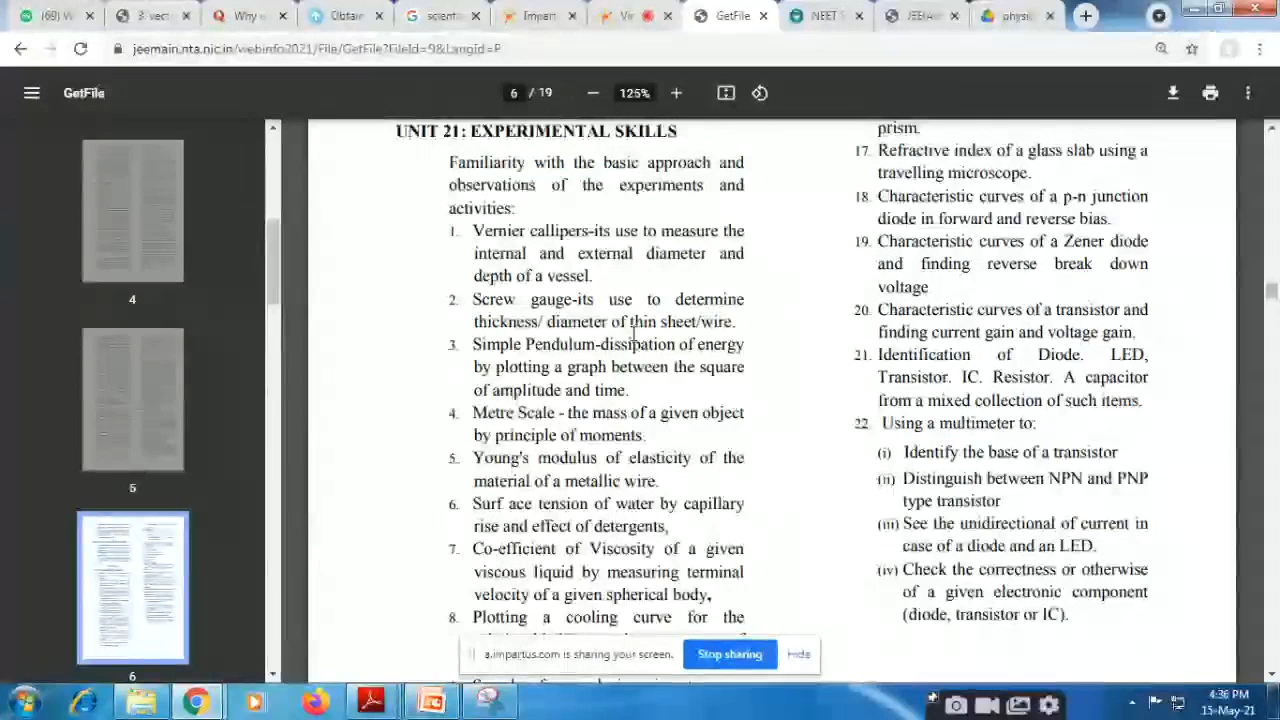 (69) W
3. vect
Why w
Obtain
scient
Impart
Vir
GetFile
NEET S
JEEMai
physi
jeemain.nta.nic.in/webinfo2021/File/GetFile?FileId=9&LangId=P
GetFile
6 / 19
125%
4
5
6
UNIT 21: EXPERIMENTAL SKILLS
Familiarity with the basic approach and
observations of the experiments and
activities:
1. Vernier callipers-its use to measure the
internal and external diameter and
depth of a vessel.
2. Screw gauge-its use to determine
thickness/ diameter of thin sheet/wire.
3. Simple Pendulum-dissipation of energy
by plotting a graph between the square
of amplitude and time.
4. Metre Scale - the mass of a given object
by principle of moments.
5. Young's modulus of elasticity of the
material of a metallic wire.
6. Surf ace tension of water by capillary
rise and effect of detergents,
7. Co-efficient of Viscosity of a given
viscous fluid by measuring terminal
velocity of a given spherical body,
8. Plotting a cooling curve for the
prism.
17. Refractive index of a glass slab using a
travelling microscope.
18. Characteristic curves of a p-n junction
diode in forward and reverse bias.
19. Characteristic curves of a Zener diode
and finding reverse break down
voltage
20. Characteristic curves of a transistor and
finding current gain and voltage gain.
21. Identification of Diode. LED,
Transistor. IC. Resistor. A capacitor
from a mixed collection of such items.
22. Using a multimeter to:
(i) Identify the base of a transistor
(ii) Distinguish between NPN and PNP
type transistor
(iii) See the unidirectional of current in
case of a diode and an LED.
(iv) Check the correctness or otherwise
of a given electronic component
(diode, transistor or IC).
a.impartus.com is sharing your screen.
Stop sharing
Hide
4:36 PM
15-May-21